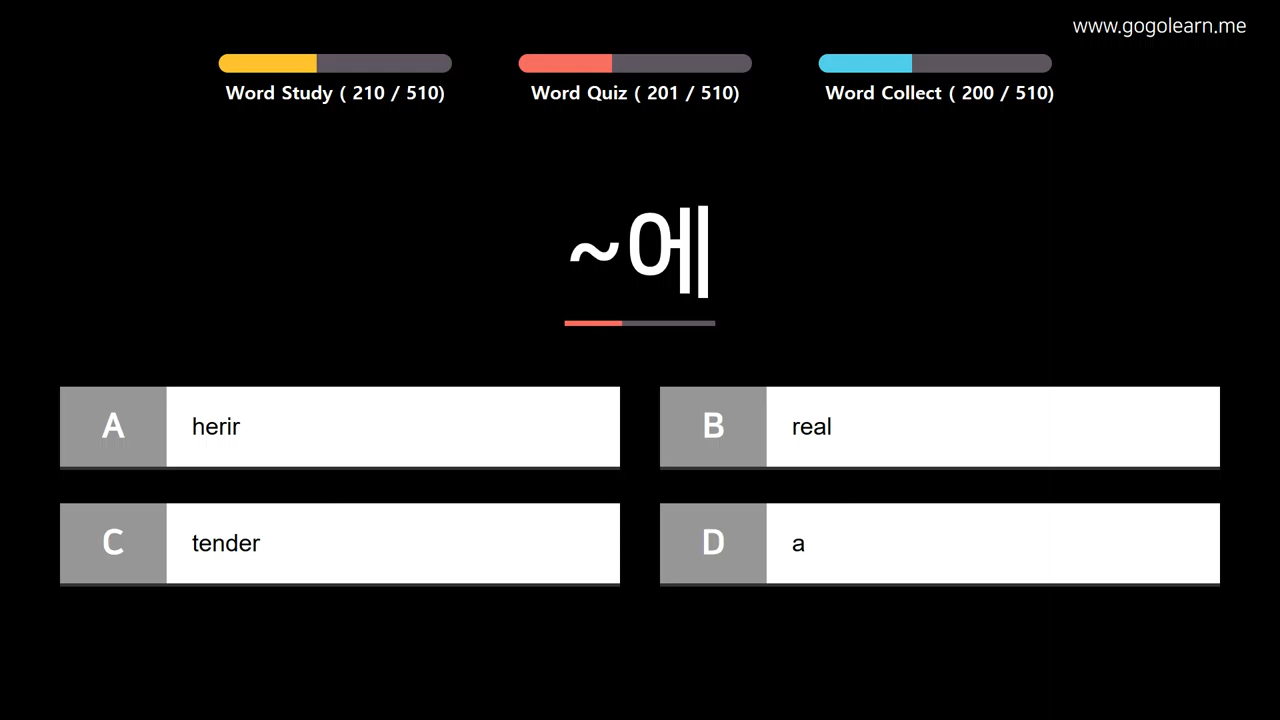 www.gogolearn.me
Word Study ( 210 / 510)
Word Quiz ( 201 / 510)
Word Collect ( 200 / 510)
~에
A herir
B real
C tender
D a